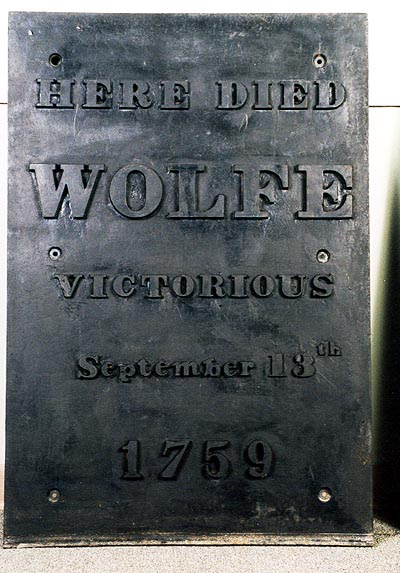 HERE DIED
WOLFE
VICTORIOUS
September 13th
1759